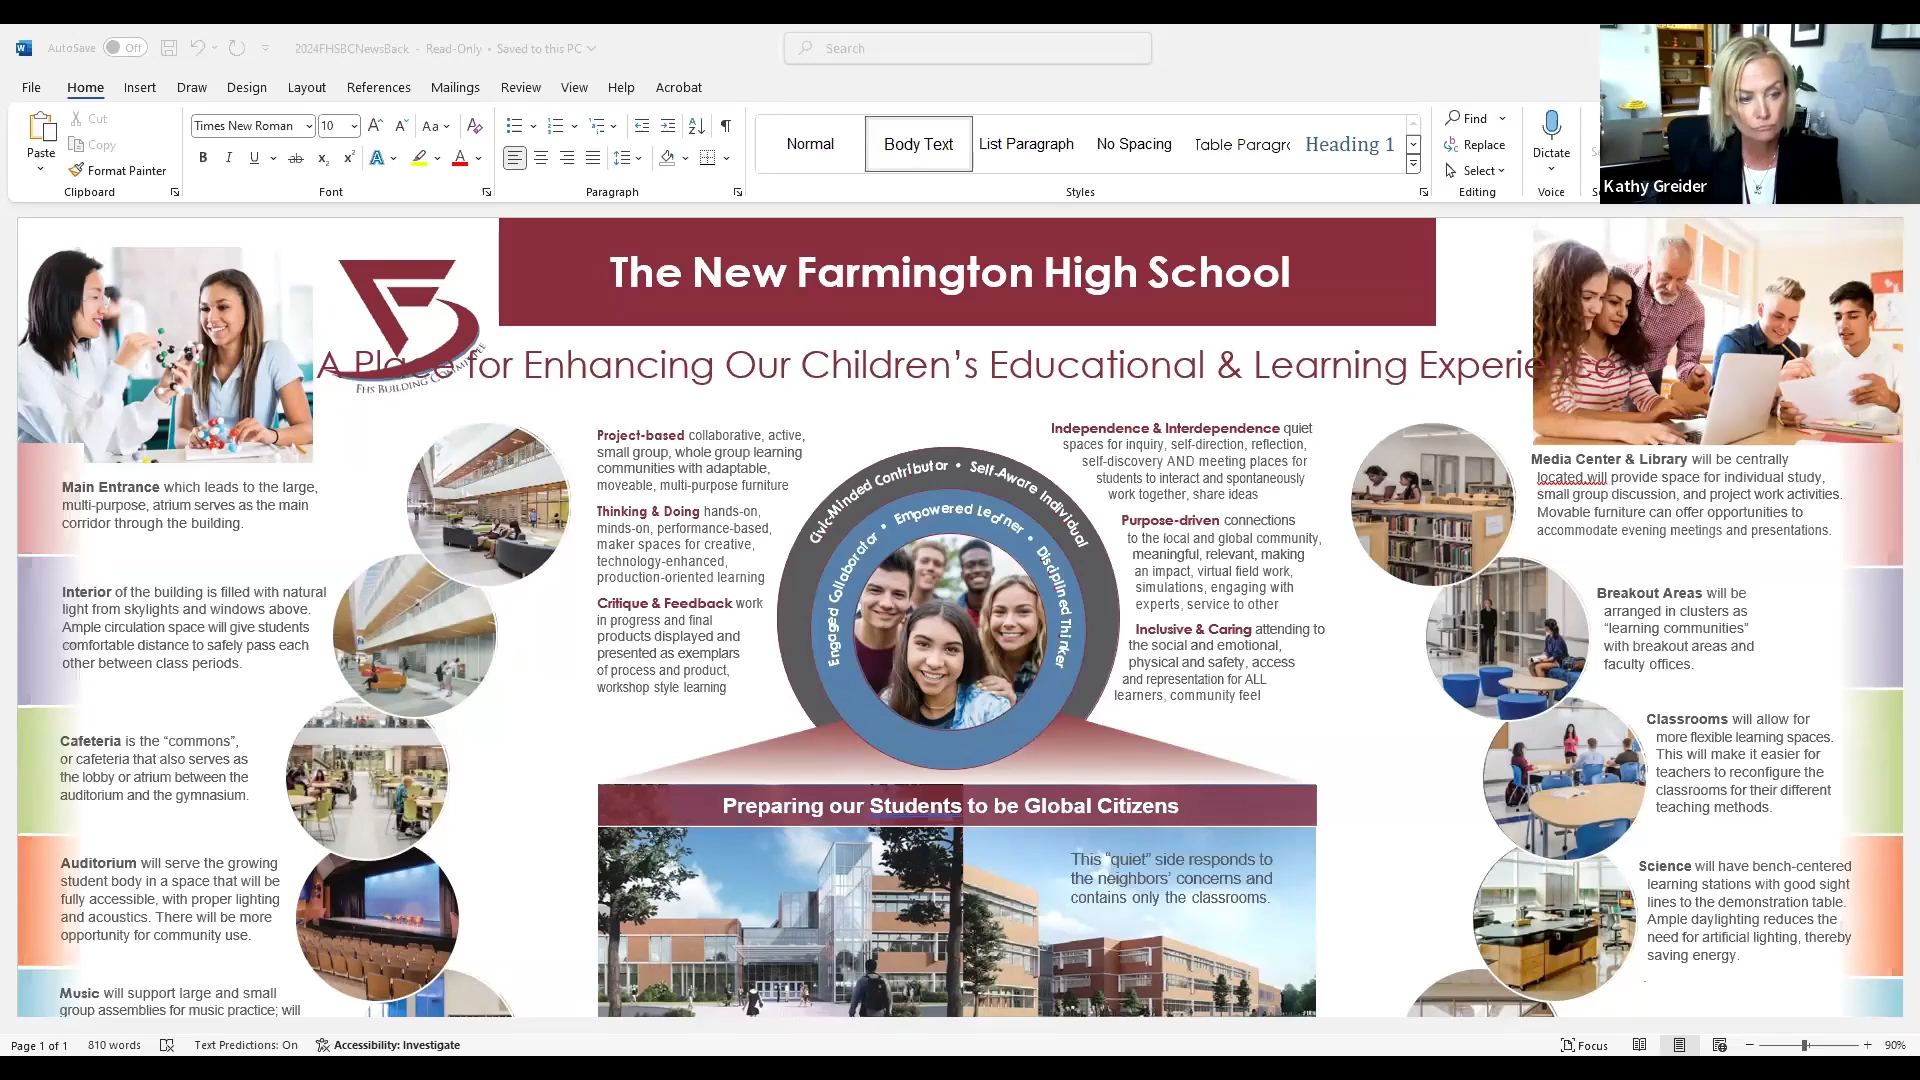 AutoSave Off 2024FHSBCNewsBack - Read-Only • Saved to this PC
Search
File Home Insert Draw Design Layout References Mailings Review View Help Acrobat
Paste
Cut
Copy
Format Painter
Clipboard
Times New Roman 10
Font
Paragraph
Normal Body Text List Paragraph No Spacing Table Paragra Heading 1
Styles
Find
Replace
Select
Editing
Dictate
Voice
Kathy Greider
The New Farmington High School
FHS BUILDING COMMITTEE
A Place for Enhancing Our Children's Educational & Learning Experience
Main Entrance which leads to the large,
multi-purpose, atrium serves as the main
corridor through the building.
Interior of the building is filled with natural
light from skylights and windows above.
Ample circulation space will give students
comfortable distance to safely pass each
other between class periods.
Cafeteria is the “commons”,
or cafeteria that also serves as
the lobby or atrium between the
auditorium and the gymnasium.
Auditorium will serve the growing
student body in a space that will be
fully accessible, with proper lighting
and acoustics. There will be more
opportunity for community use.
Music will support large and small
group assemblies for music practice; will
Project-based collaborative, active,
small group, whole group learning
communities with adaptable,
moveable, multi-purpose furniture
Thinking & Doing hands-on,
minds-on, performance-based,
maker spaces for creative,
technology-enhanced,
production-oriented learning
Critique & Feedback work
in progress and final
products displayed and
presented as exemplars
of process and product,
workshop style learning
Civic-Minded Contributor • Self-Aware Individual
Engaged Collaborator • Empowered Learner • Disciplined Thinker
Independence & Interdependence quiet
spaces for inquiry, self-direction, reflection,
self-discovery AND meeting places for
students to interact and spontaneously
work together, share ideas
Purpose-driven connections
to the local and global community,
meaningful, relevant, making
an impact, virtual field work,
simulations, engaging with
experts, service to other
Inclusive & Caring attending to
the social and emotional,
physical and safety, access
and representation for ALL
learners, community feel
Preparing our Students to be Global Citizens
This “quiet” side responds to
the neighbors’ concerns and
contains only the classrooms.
Media Center & Library will be centrally
located,will provide space for individual study,
small group discussion, and project work activities.
Movable furniture can offer opportunities to
accommodate evening meetings and presentations.
Breakout Areas will be
arranged in clusters as
“learning communities”
with breakout areas and
faculty offices.
Classrooms will allow for
more flexible learning spaces.
This will make it easier for
teachers to reconfigure the
classrooms for their different
teaching methods.
Science will have bench-centered
learning stations with good sight
lines to the demonstration table.
Ample daylighting reduces the
need for artificial lighting, thereby
saving energy.
Page 1 of 1 810 words Text Predictions: On Accessibility: Investigate Focus 90%